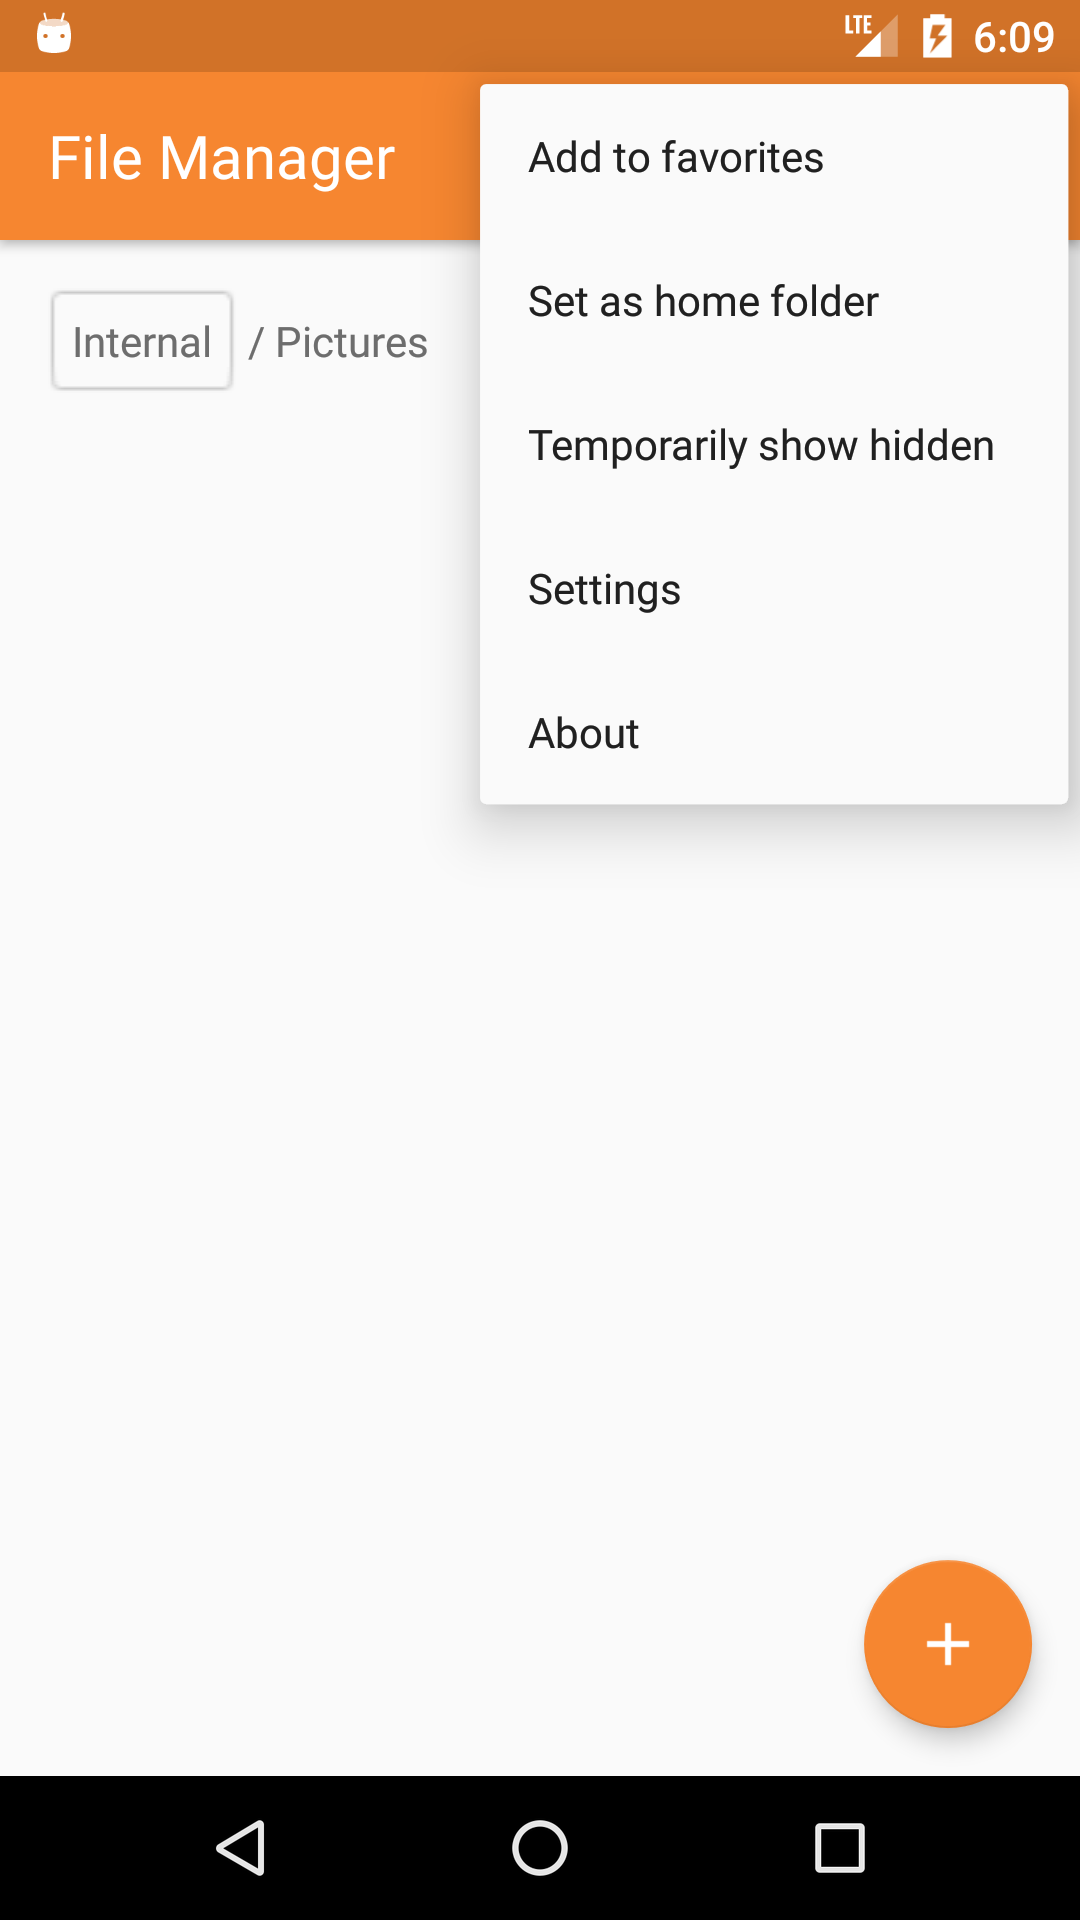 LTE 6:09
File Manager
Add to favorites
Set as home folder
Internal / Pictures
Temporarily show hidden
Settings
About